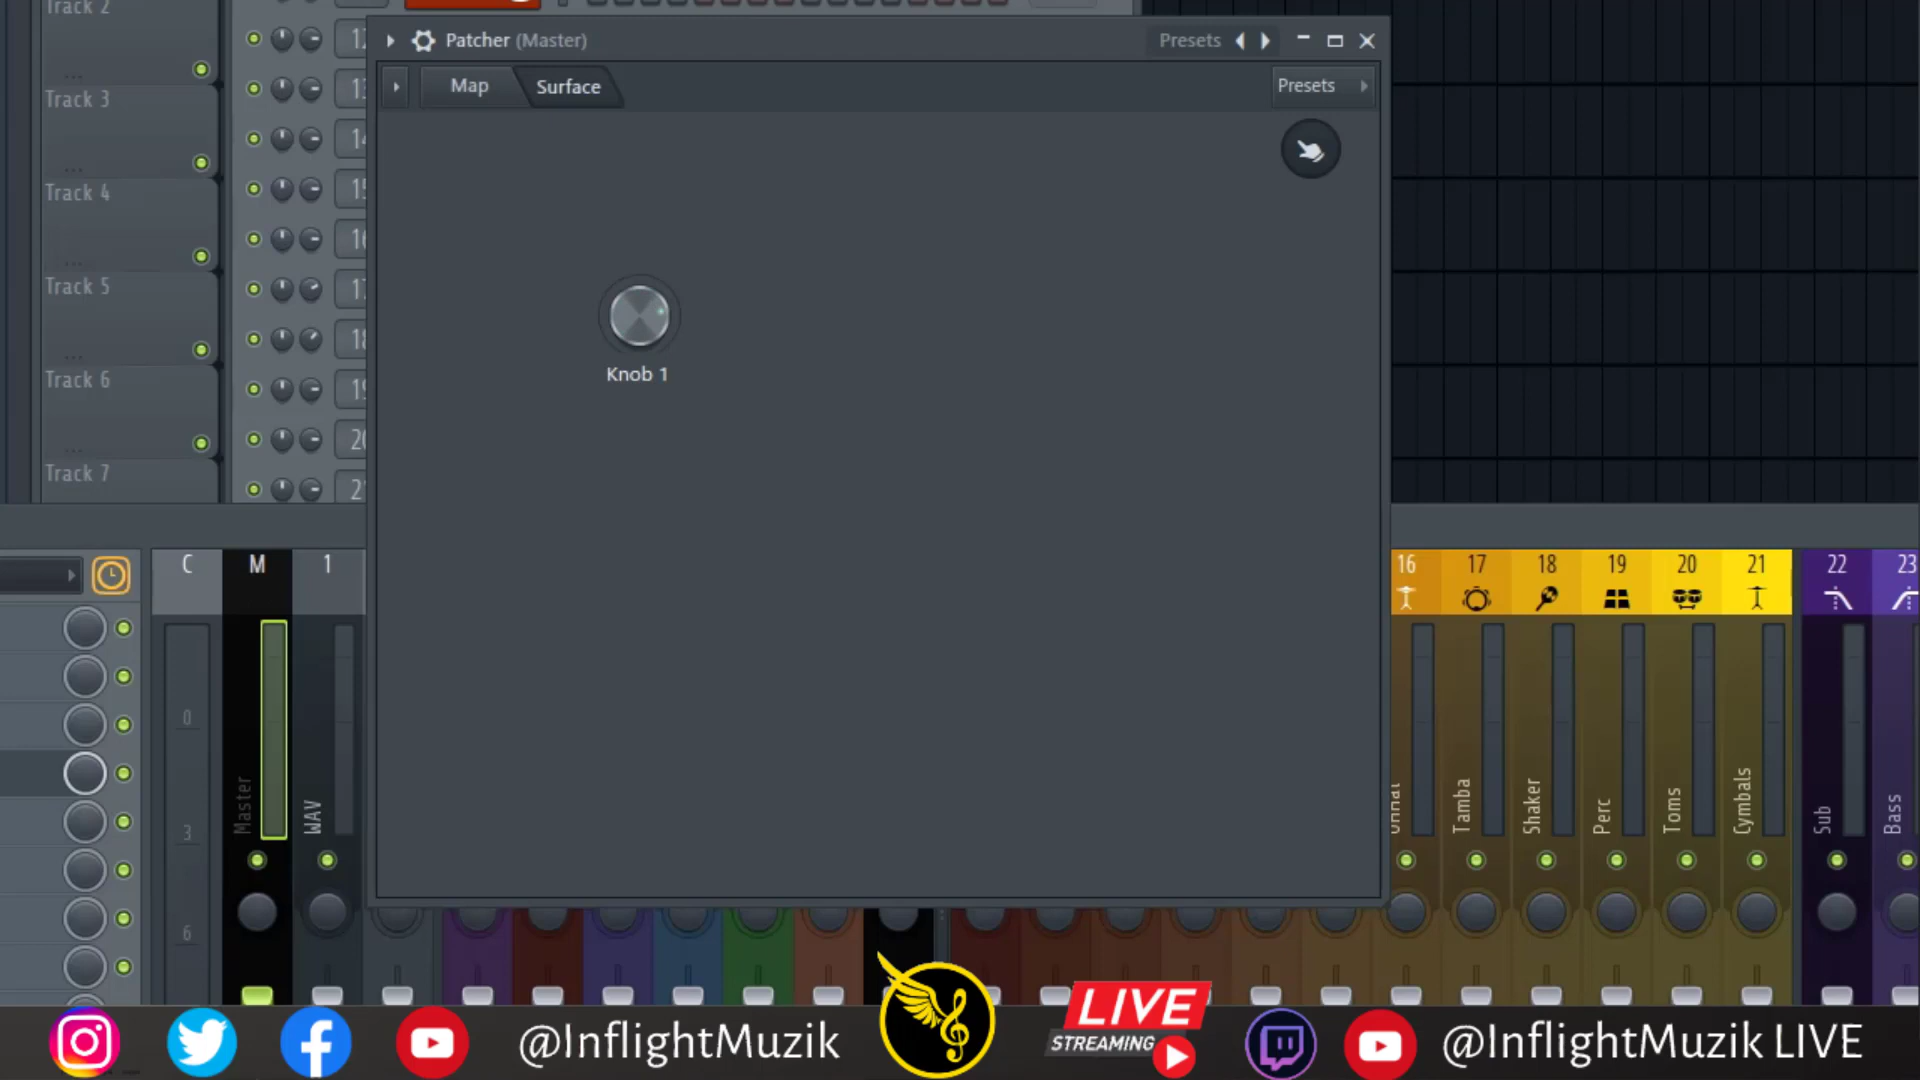 Track 2
Track 3
Track 4
Track 5
Track 6
Track 7
Patcher (Master)
Presets
Map
Surface
Presets
Knob 1
C
M
1
16
17
18
19
20
21
22
23
0
3
6
Master
WAV
Tamba
Shaker
Perc
Toms
Cymbals
Sub
Bass
@InflightMuzik
LIVE
STREAMING
@InflightMuzik LIVE